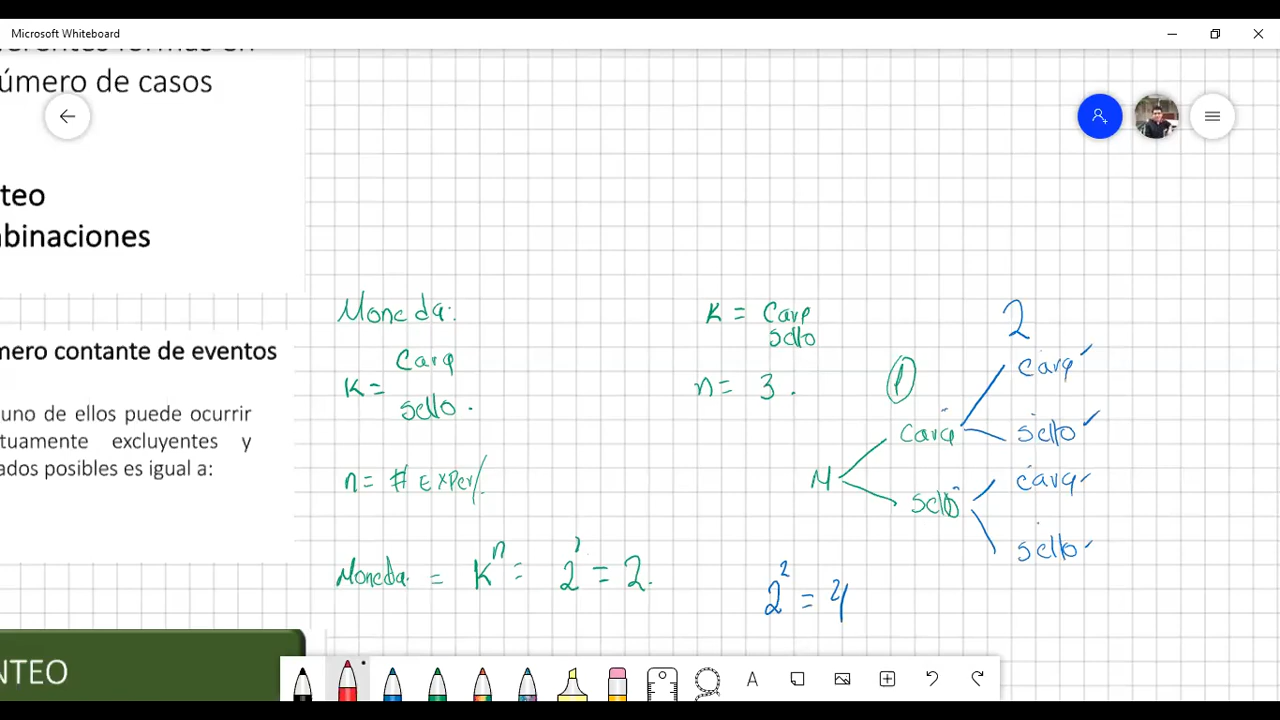 Microsoft Whiteboard
úmero de casos
teo
binaciones
mero contante de eventos
uno de ellos puede ocurrir
tuamente excluyentes y
ados posibles es igual a:
NTEO
Moneda:
Cara
K =
Sello.
n = # Exper/
Moneda = K^n = 2^1 = 2.
K = Cara
Sello
n = 3.
1
2
M
Cara
Sello
Cara ✓
Sello ✓
Cara ✓
Sello ✓
2^2 = 4
A